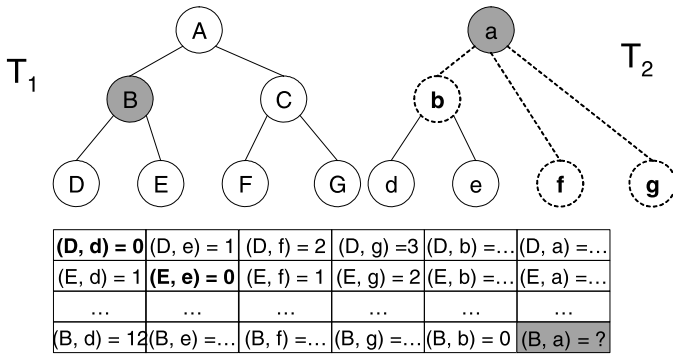 A
a
T1
T2
B
C
b
D
E
F
G
d
e
f
g
(D, d) = 0 (D, e) = 1 (D, f) = 2 (D, g) =3 (D, b) =... (D, a) =...
(E, d) = 1 (E, e) = 0 (E, f) = 1 (E, g) = 2 (E, b) =... (E, a) =...
... ... ... ... ... ...
(B, d) = 12 (B, e) =... (B, f) =... (B, g) =... (B, b) = 0 (B, a) = ?